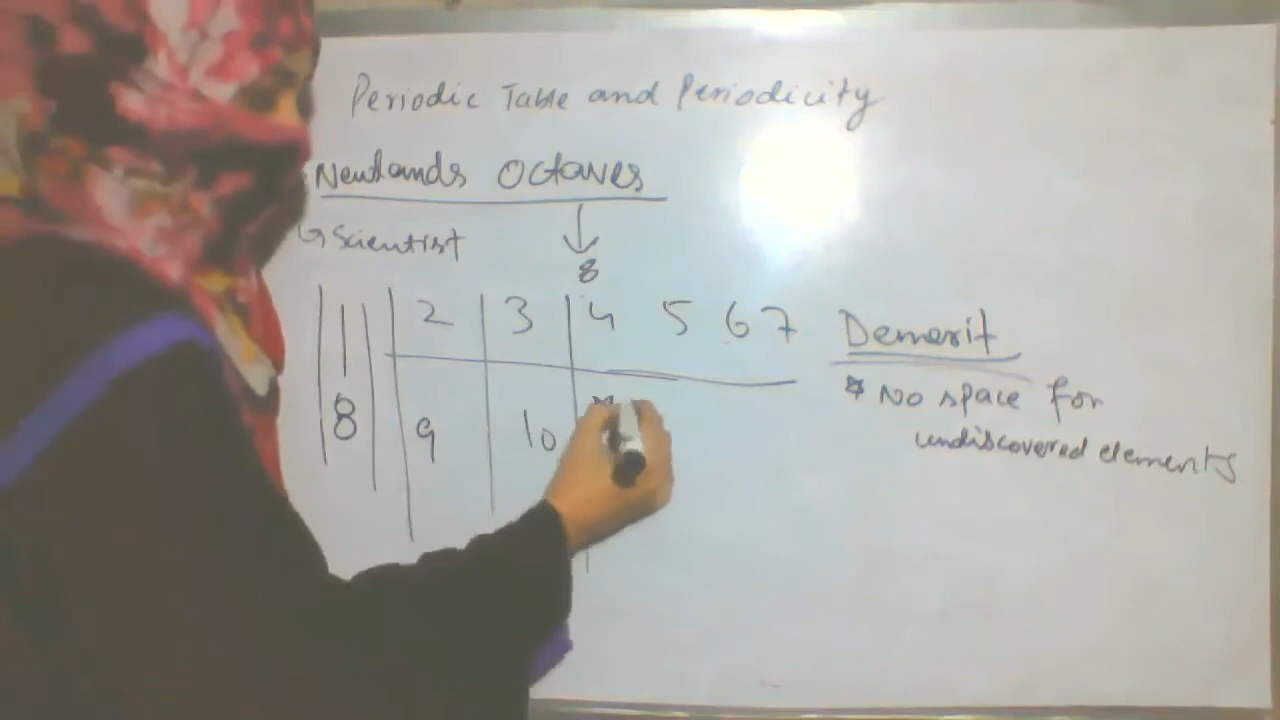 Periodic Table and Periodicity
Newlands Octaves
↳ Scientist
8
1 2 3 4 5 6 7
Demerit
* No space for
undiscovered elements
8 9 10